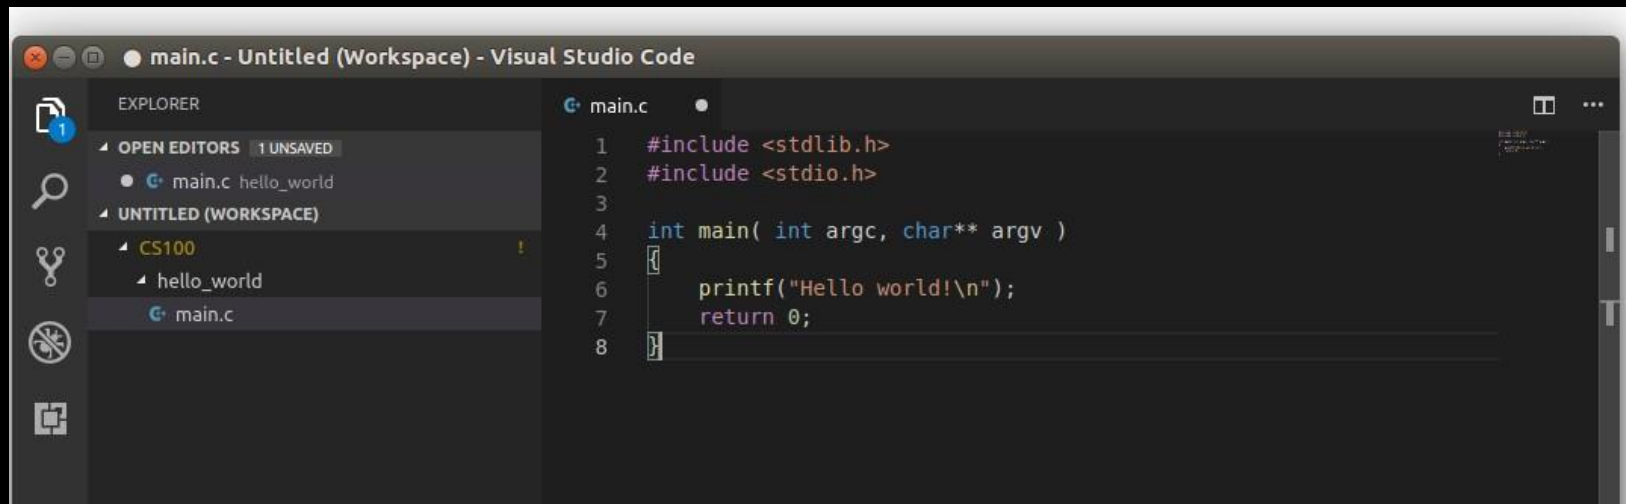 main.c - Untitled (Workspace) - Visual Studio Code
EXPLORER
OPEN EDITORS 1 UNSAVED
main.c hello_world
UNTITLED (WORKSPACE)
CS100 !
hello_world
main.c
1
main.c
1 #include <stdlib.h>
2 #include <stdio.h>
3
4 int main( int argc, char** argv )
5 {
6     printf("Hello world!\n");
7     return 0;
8 }